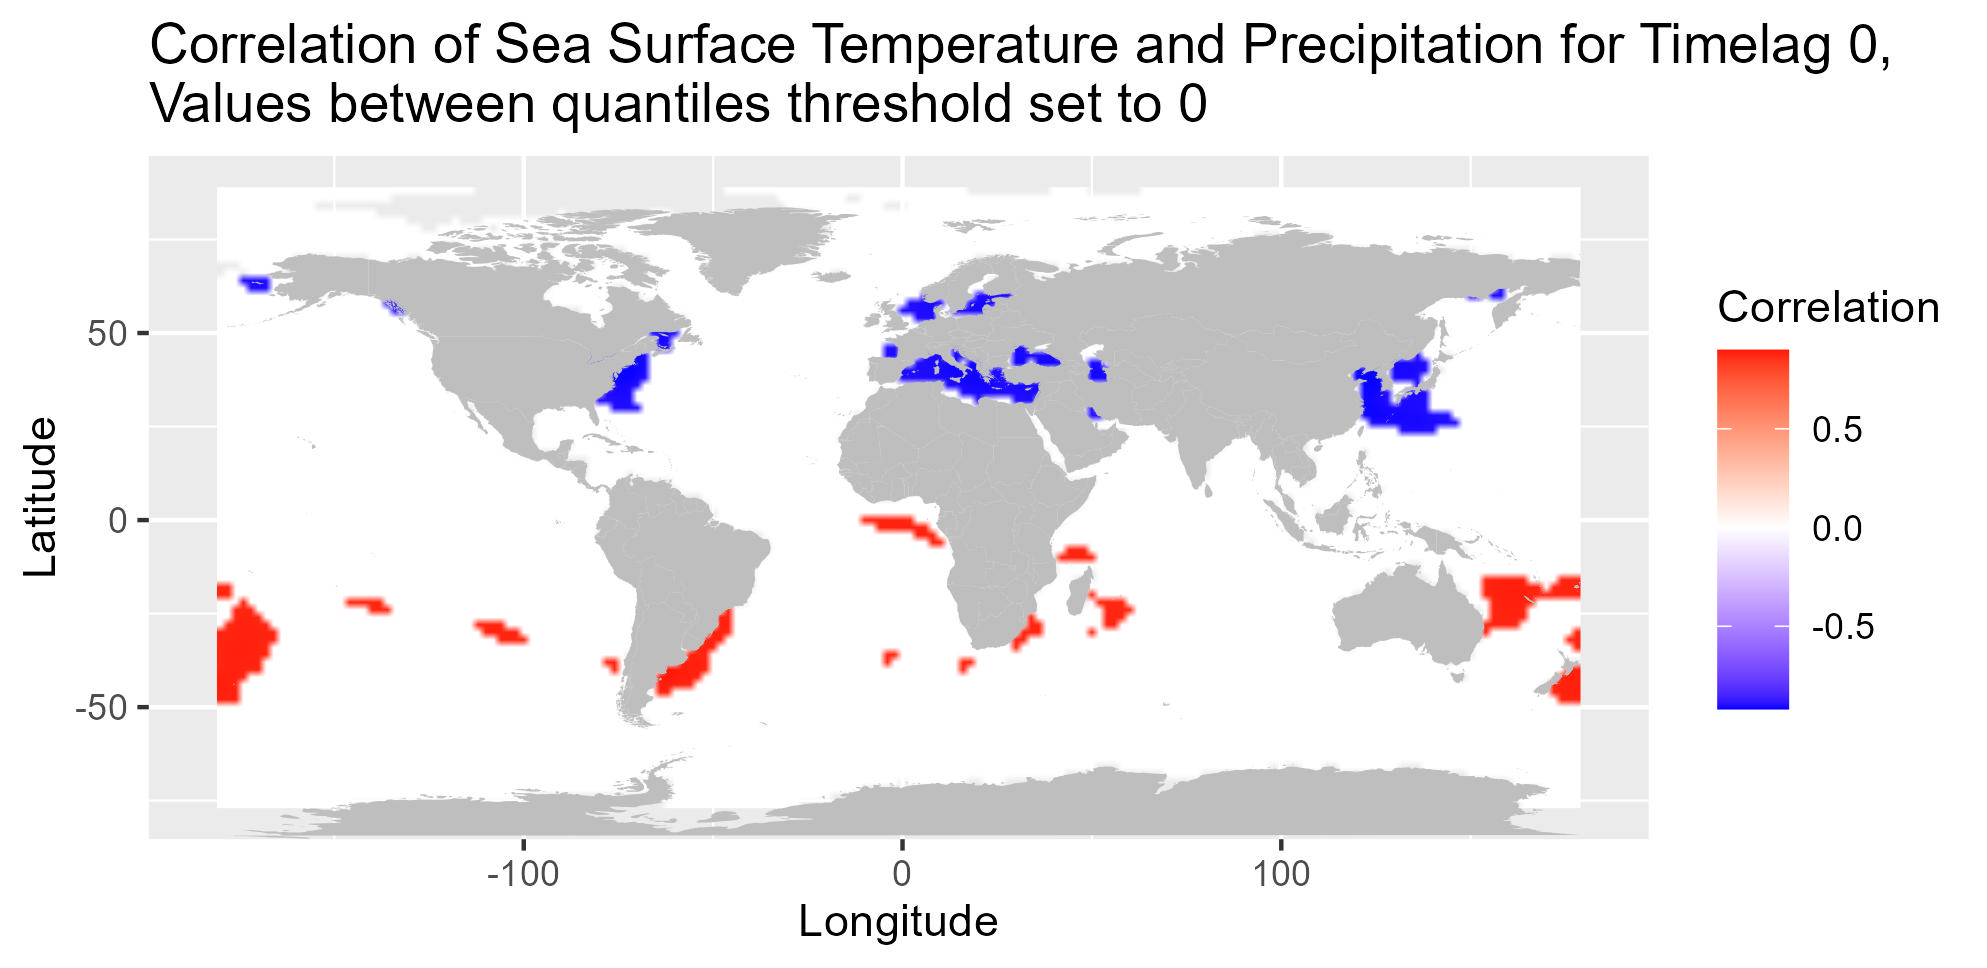 Correlation of Sea Surface Temperature and Precipitation for Timelag 0,
Values between quantiles threshold set to 0
Correlation
0.5
0.0
-0.5
50
0
-50
Latitude
-100
0
100
Longitude